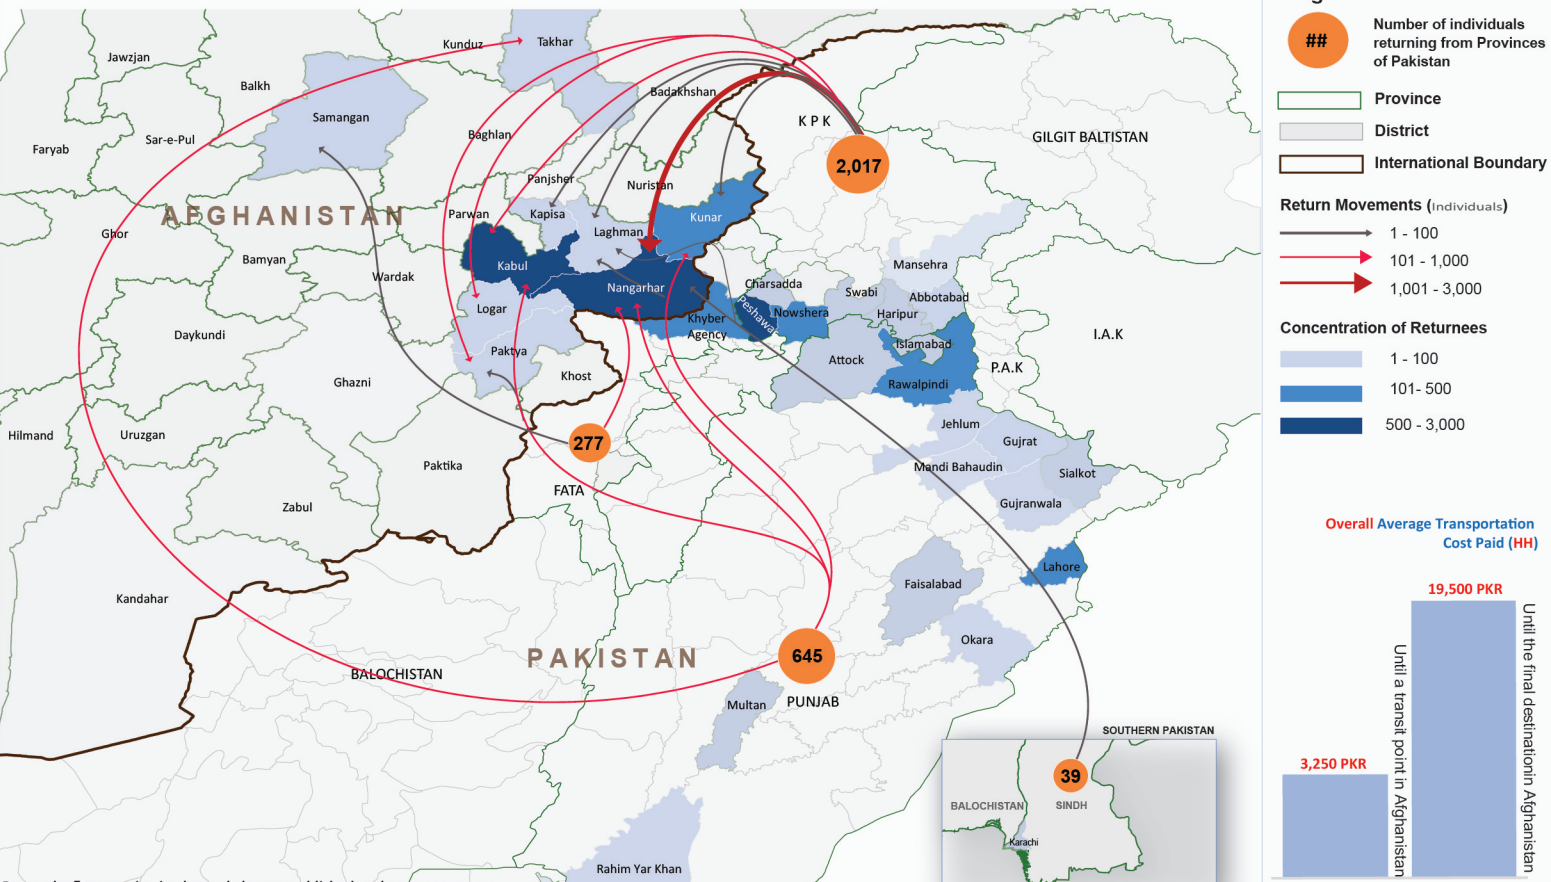 Number of individuals
returning from Provinces
of Pakistan
##
Province
District
International Boundary
Return Movements (Individuals)
1 - 100
101 - 1,000
1,001 - 3,000
Concentration of Returnees
1 - 100
101- 500
500 - 3,000
Overall Average Transportation
Cost Paid (HH)
19,500 PKR
3,250 PKR
Until a transit point in Afghanistan
Until the final destinationin Afghanistan
Jawzjan
Kunduz
Takhar
Balkh
Badakhshan
Samangan
KPK
GILGIT BALTISTAN
Baghlan
Sar-e-Pul
Faryab
2,017
Panjsher
Nuristan
AFGHANISTAN
Parwan
Kapisa
Kunar
Ghor
Laghman
Bamyan
Kabul
Mansehra
Wardak
Nangarhar
Charsadda
Swabi
Abbotabad
Logar
Peshawa
Nowshera
Haripur
Khyber
Agency
Daykundi
I.A.K
Islamabad
Paktya
Attock
P.A.K
Khost
Ghazni
Rawalpindi
Jehlum
Hilmand
Uruzgan
277
Gujrat
Paktika
Mandi Bahaudin
Sialkot
FATA
Zabul
Gujranwala
Lahore
Faisalabad
Kandahar
Okara
PAKISTAN
645
BALOCHISTAN
Multan
PUNJAB
SOUTHERN PAKISTAN
39
BALOCHISTAN
SINDH
Karachi
Rahim Yar Khan